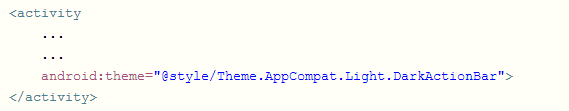 <activity
...
...
android:theme="@style/Theme.AppCompat.Light.DarkActionBar">
</activity>